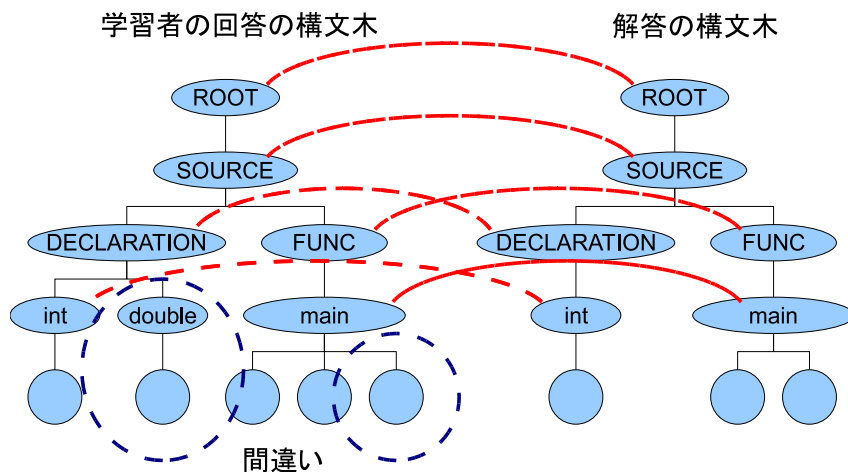 学習者の回答の構文木
解答の構文木
ROOT
ROOT
SOURCE
SOURCE
DECLARATION
FUNC
DECLARATION
FUNC
int
double
main
int
main
間違い